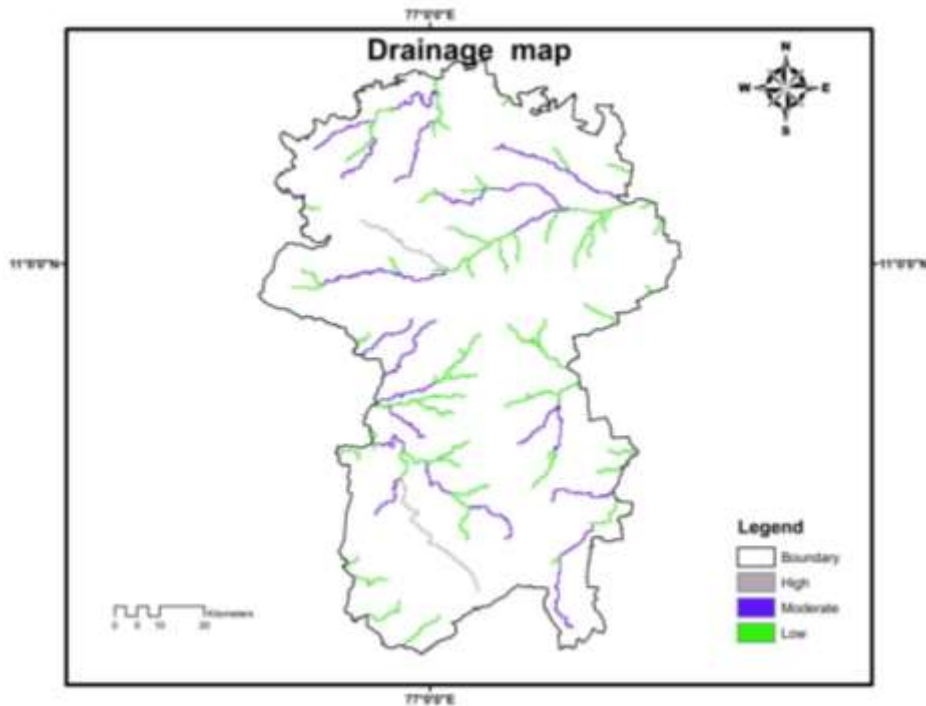 77°0'0"E
Drainage map
N
W E
S
11°0'0"N 11°0'0"N
Legend
Boundary
High
Moderate
Low
Kilometers
0 5 10 20
77°0'0"E